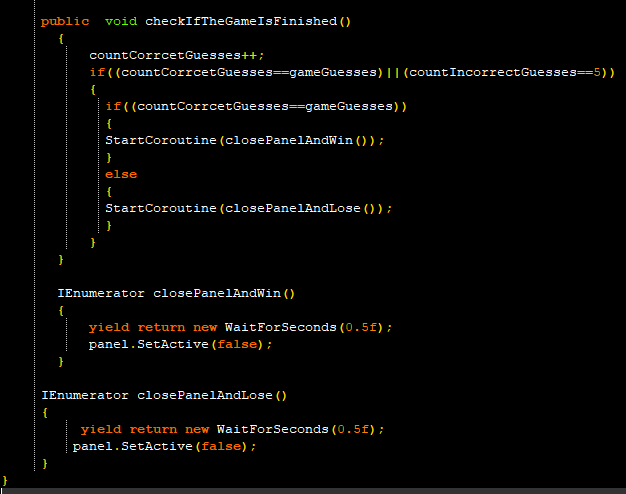 public  void checkIfTheGameIsFinished()
{
countCorrcetGuesses++;
if((countCorrcetGuesses==gameGuesses)||(countIncorrectGuesses==5))
{
if((countCorrcetGuesses==gameGuesses))
{
StartCoroutine(closePanelAndWin());
}
else
{
StartCoroutine(closePanelAndLose());
}
}
}
IEnumerator closePanelAndWin()
{
yield return new WaitForSeconds(0.5f);
panel.SetActive(false);
}
IEnumerator closePanelAndLose()
{
yield return new WaitForSeconds(0.5f);
panel.SetActive(false);
}
}